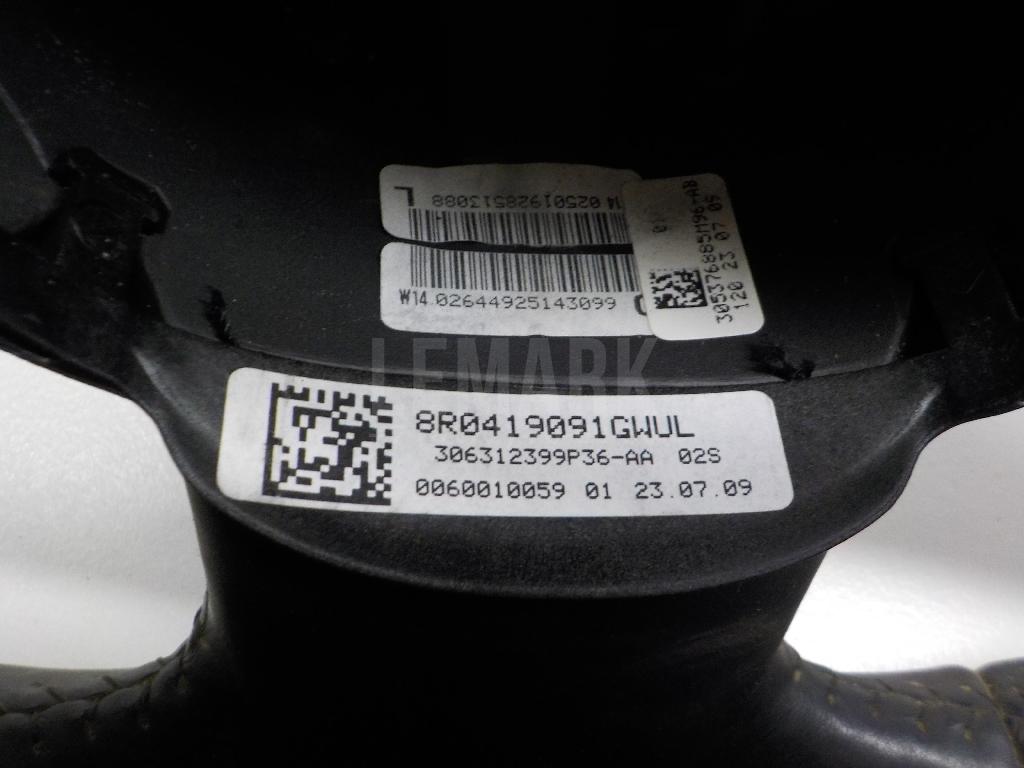 L
14 02501928513088
W14 02644925143099
305376885M96-AB
120 23 07 09
LEMARK
8R0419091GWUL
306312399P36-AA 02S
0060010059 01 23.07.09